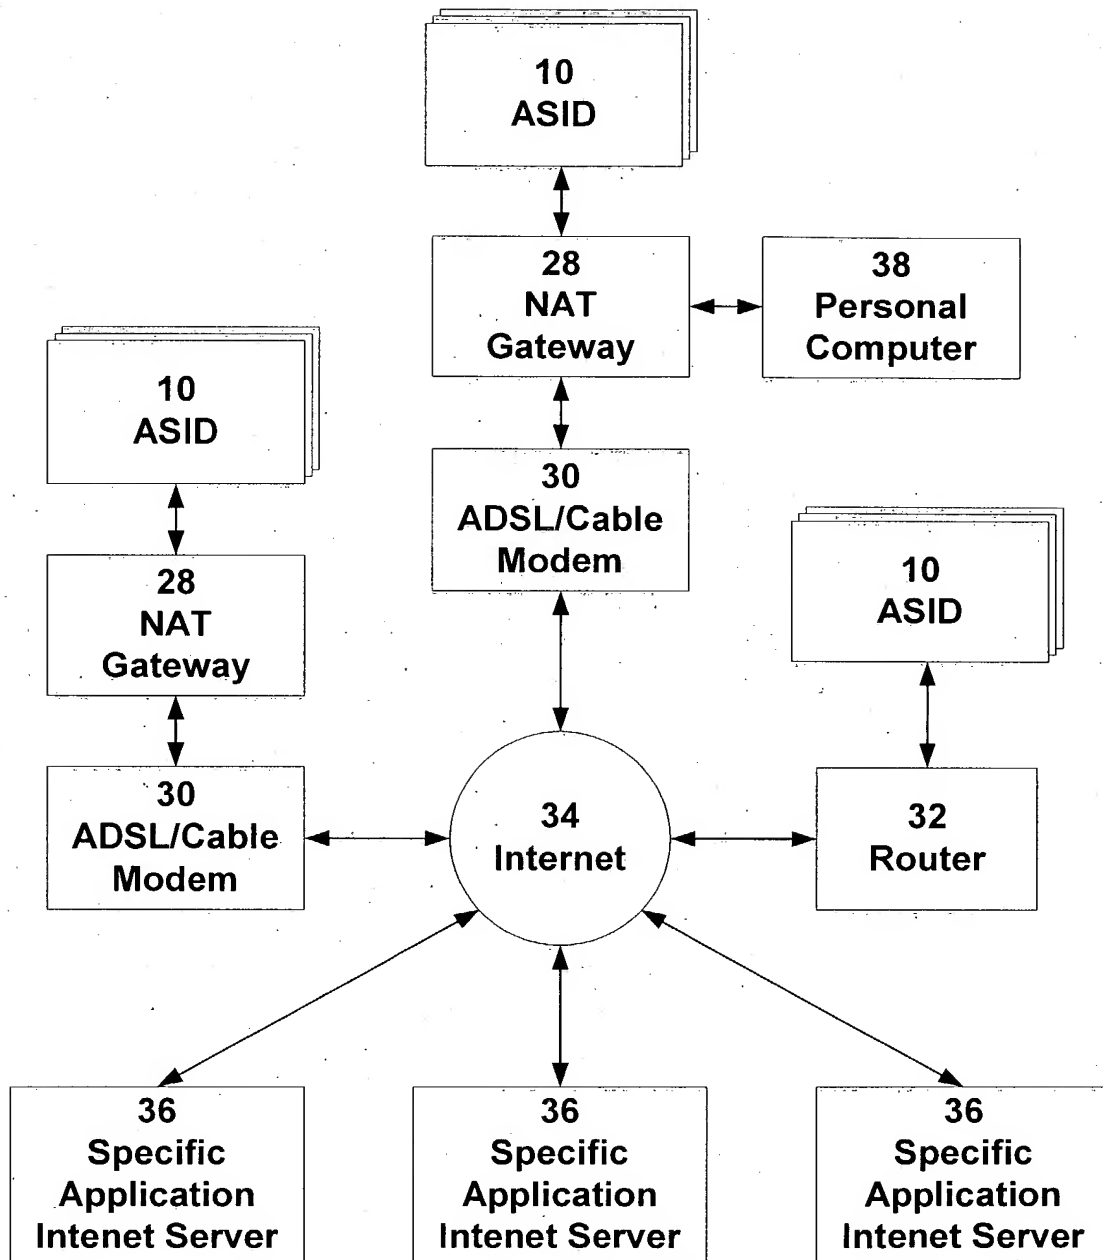 10
ASID
28
NAT
Gateway
38
Personal
Computer
10
ASID
30
ADSL/Cable
Modem
10
ASID
28
NAT
Gateway
30
ADSL/Cable
Modem
34
Internet
32
Router
36
Specific
Application
Intenet Server
36
Specific
Application
Intenet Server
36
Specific
Application
Intenet Server